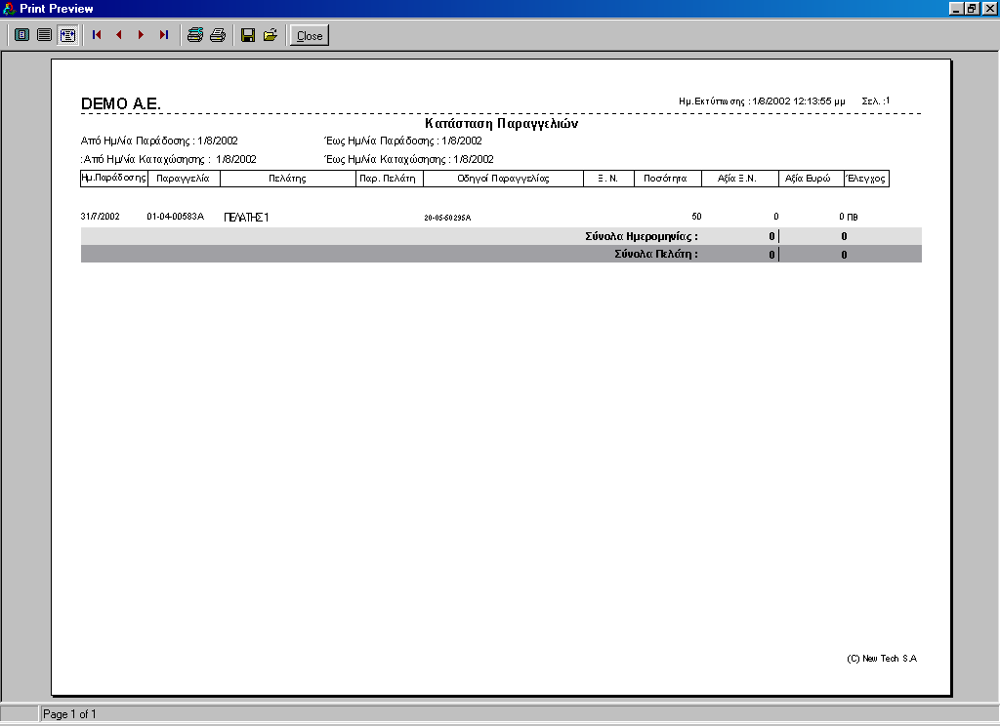 Print Preview
Close
DEMO A.E.
Ημ.Εκτύπωσης : 1/8/2002 12:13:55 μμ Σελ. : 1
Κατάσταση Παραγγελιών
Από Ημ/νία Παράδοσης : 1/8/2002 Έως Ημ/νία Παράδοσης : 1/8/2002
:Από Ημ/νία Καταχώσησης : 1/8/2002 Έως Ημ/νία Καταχώσησης : 1/8/2002
Ημ.Παράδοσης Παραγγελία Πελάτης Παρ. Πελάτη Οδηγοί Παραγγελίας Ξ. Ν. Ποσότητα Αξία Ξ.Ν. Αξία Ευρώ Έλεγχος
31/7/2002 01-04-00583Α ΠΕΛΑΤΗΣ 1 20-05-50295Α 50 0 0 ΠΒ
Σύνολα Ημερομηνίας : 0 0
Σύνολα Πελάτη : 0 0
(C) New Tech S.A
Page 1 of 1